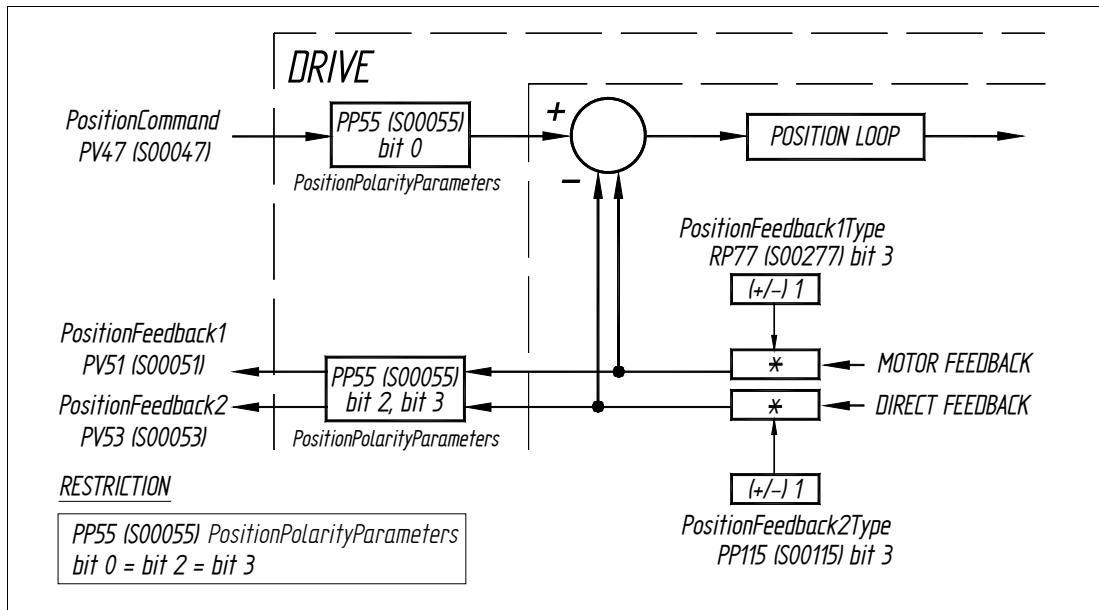 DRIVE
PositionCommand
PV47 (S00047)
PP55 (S00055)
bit 0
PositionPolarityParameters
+
−
POSITION LOOP
PositionFeedback1Type
RP77 (S00277) bit 3
(+/−) 1
PositionFeedback1
PV51 (S00051)
PositionFeedback2
PV53 (S00053)
PP55 (S00055)
bit 2, bit 3
PositionPolarityParameters
*
MOTOR FEEDBACK
*
DIRECT FEEDBACK
(+/−) 1
PositionFeedback2Type
PP115 (S00115) bit 3
RESTRICTION
PP55 (S00055) PositionPolarityParameters
bit 0 = bit 2 = bit 3